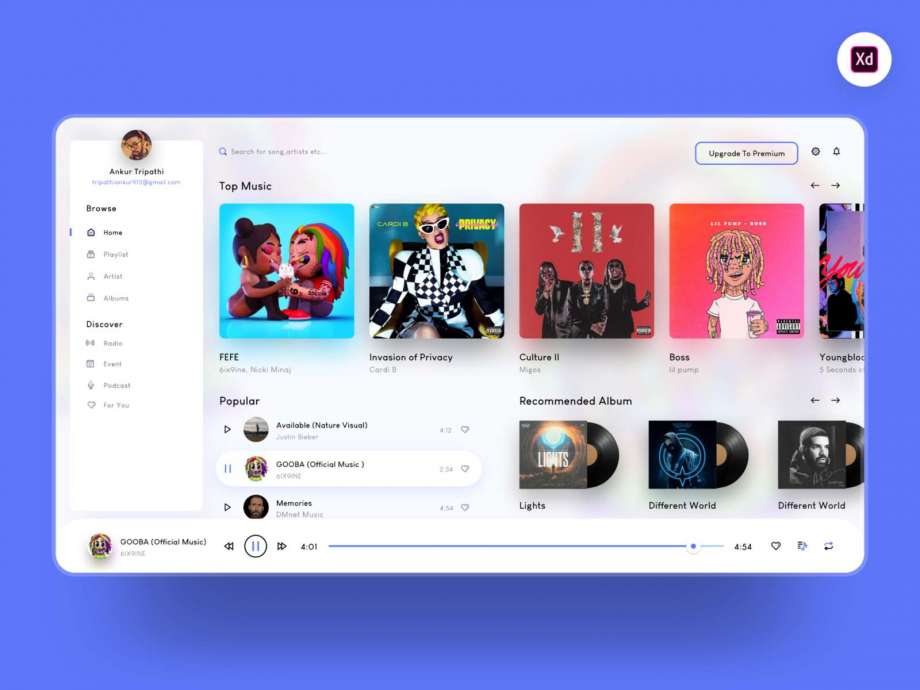 Xd
Ankur Tripathi
Search for song,artists etc...
Upgrade To Premium
Browse
Home
Playlist
Artist
Albums
Discover
Radio
Event
Podcast
For You
Top Music
CARDI B
PRIVACY
LIL PUMP - BOSS
FEFE
6ix9ine, Nicki Minaj
Invasion of Privacy
Cardi B
Culture II
Migos
Boss
lil pump
Youngbloo
5 Seconds of
Popular
Available (Nature Visual)
Justin Bieber
4:12
GOOBA (Official Music )
6IX9INE
2:34
Memories
DMnet Music
4:54
Recommended Album
LIGHTS
Lights
Different World
Different World
GOOBA (Official Music)
6IX9INE
4:01
4:54